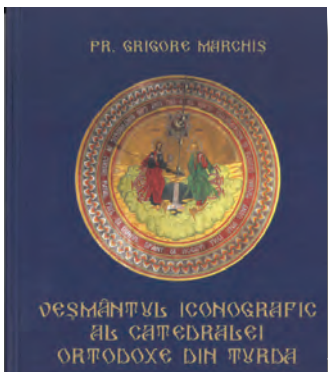 PR. GRIGORE MARCHIȘ
VEȘMÂNTUL ICONOGRAFIC
AL CATEDRALEI
ORTODOXE DIN TURDA